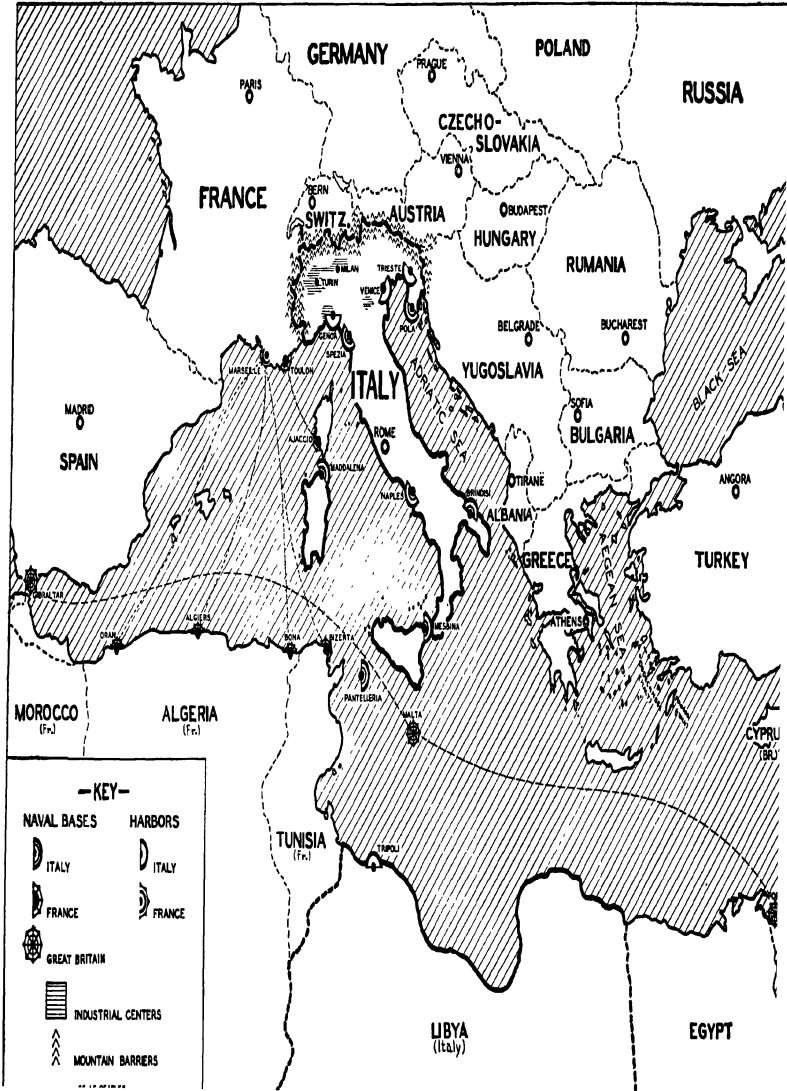 GERMANY
POLAND
PRAGUE
PARIS
RUSSIA
CZECHO-
SLOVAKIA
VIENNA
FRANCE
BERN
SWITZ.
AUSTRIA
BUDAPEST
HUNGARY
RUMANIA
MILAN
TURIN
TRIESTE
VENICE
POLA
GENOA
SPEZIA
BELGRADE
BUCHAREST
MARSEILLE
TOULON
YUGOSLAVIA
BLACK SEA
ITALY
ADRIATIC SEA
MADRID
SPAIN
SOFIA
BULGARIA
AJACCIO
ROME
MADDALENA
TIRANË
ANGORA
NAPLES
BRINDISI
ALBANIA
GREECE
AEGEAN SEA
TURKEY
GIBRALTAR
ORAN
ALGIERS
BONA
BIZERTA
MESSINA
ATHENS
PANTELLERIA
MALTA
MOROCCO
(Fr.)
ALGERIA
(Fr.)
CYPRU
(BR.)
TUNISIA
(Fr.)
TRIPOLI
LIBYA
(Italy)
EGYPT
—KEY—
NAVAL BASES HARBORS
ITALY ITALY
FRANCE FRANCE
GREAT BRITAIN
INDUSTRIAL CENTERS
MOUNTAIN BARRIERS